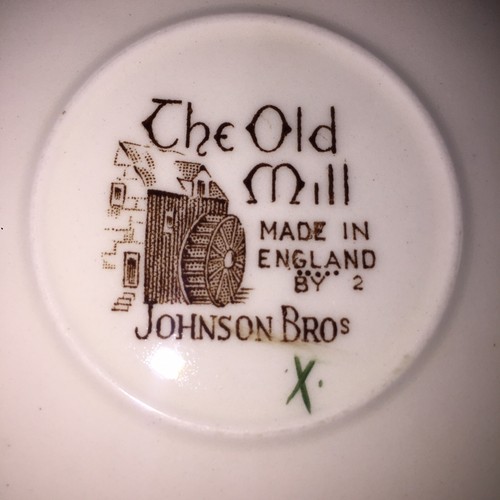 The Old
Mill
MADE IN
ENGLAND
BY 2
JOHNSON BROS
X.